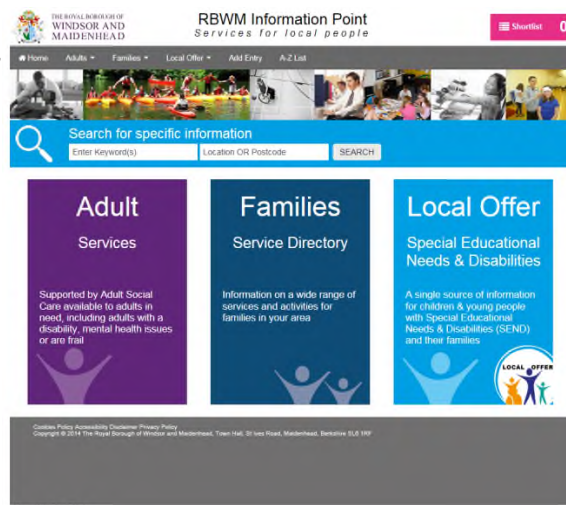 THE ROYAL BOROUGH OF
WINDSOR AND
MAIDENHEAD
RBWM Information Point
Services for local people
Shortlist 0
Home Adults Families Local Offer Add Entry A-Z List
Search for specific information
Enter Keyword(s) Location OR Postcode SEARCH
Adult
Services
Supported by Adult Social
Care available to adults in
need, including adults with a
disability, mental health issues
or are frail
Families
Service Directory
Information on a wide range of
services and activities for
families in your area
Local Offer
Special Educational
Needs & Disabilities
A single source of information
for children & young people
with Special Educational
Needs & Disabilities (SEND)
and their families
LOCAL OFFER
Cookies Policy Accessibility Disclaimer Privacy Policy
Copyright © 2014 The Royal Borough of Windsor and Maidenhead, Town Hall, St Ives Road, Maidenhead, Berkshire SL6 1RF